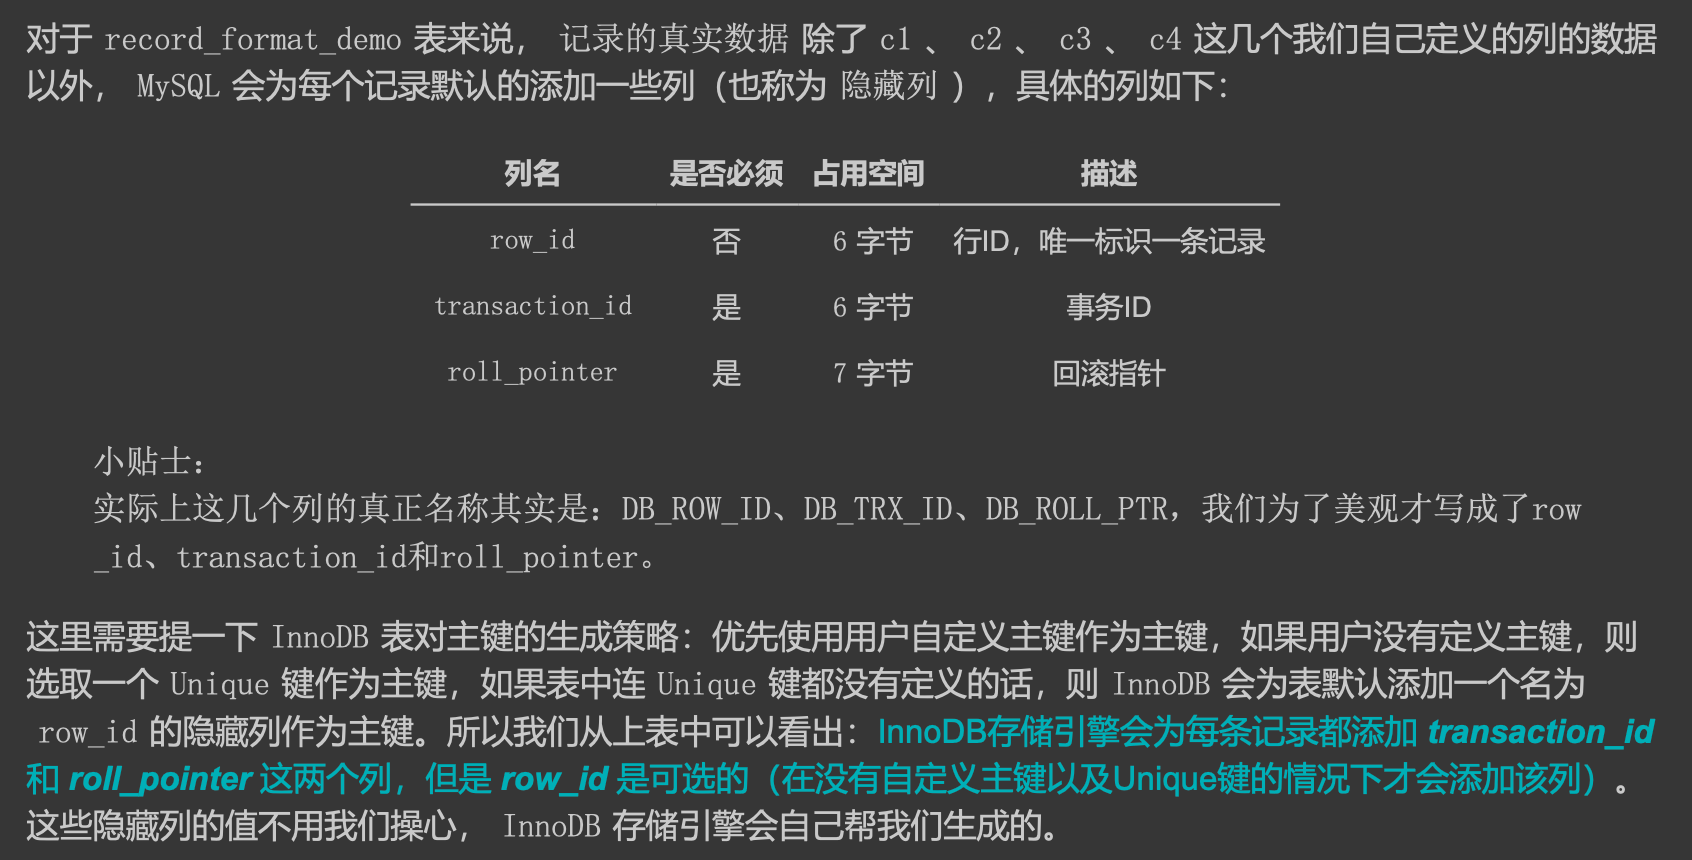 对于 record_format_demo 表来说， 记录的真实数据 除了 c1 、 c2 、 c3 、 c4 这几个我们自己定义的列的数据
以外， MySQL 会为每个记录默认的添加一些列（也称为 隐藏列 ），具体的列如下：
列名 是否必须 占用空间 描述
row_id 否 6 字节 行ID，唯一标识一条记录
transaction_id 是 6 字节 事务ID
roll_pointer 是 7 字节 回滚指针
小贴士：
实际上这几个列的真正名称其实是：DB_ROW_ID、DB_TRX_ID、DB_ROLL_PTR，我们为了美观才写成了row
_id、transaction_id和roll_pointer。
这里需要提一下 InnoDB 表对主键的生成策略：优先使用用户自定义主键作为主键，如果用户没有定义主键，则
选取一个 Unique 键作为主键，如果表中连 Unique 键都没有定义的话，则 InnoDB 会为表默认添加一个名为
row_id 的隐藏列作为主键。所以我们从上表中可以看出：InnoDB存储引擎会为每条记录都添加 transaction_id
和 roll_pointer 这两个列，但是 row_id 是可选的（在没有自定义主键以及Unique键的情况下才会添加该列）。
这些隐藏列的值不用我们操心， InnoDB 存储引擎会自己帮我们生成的。